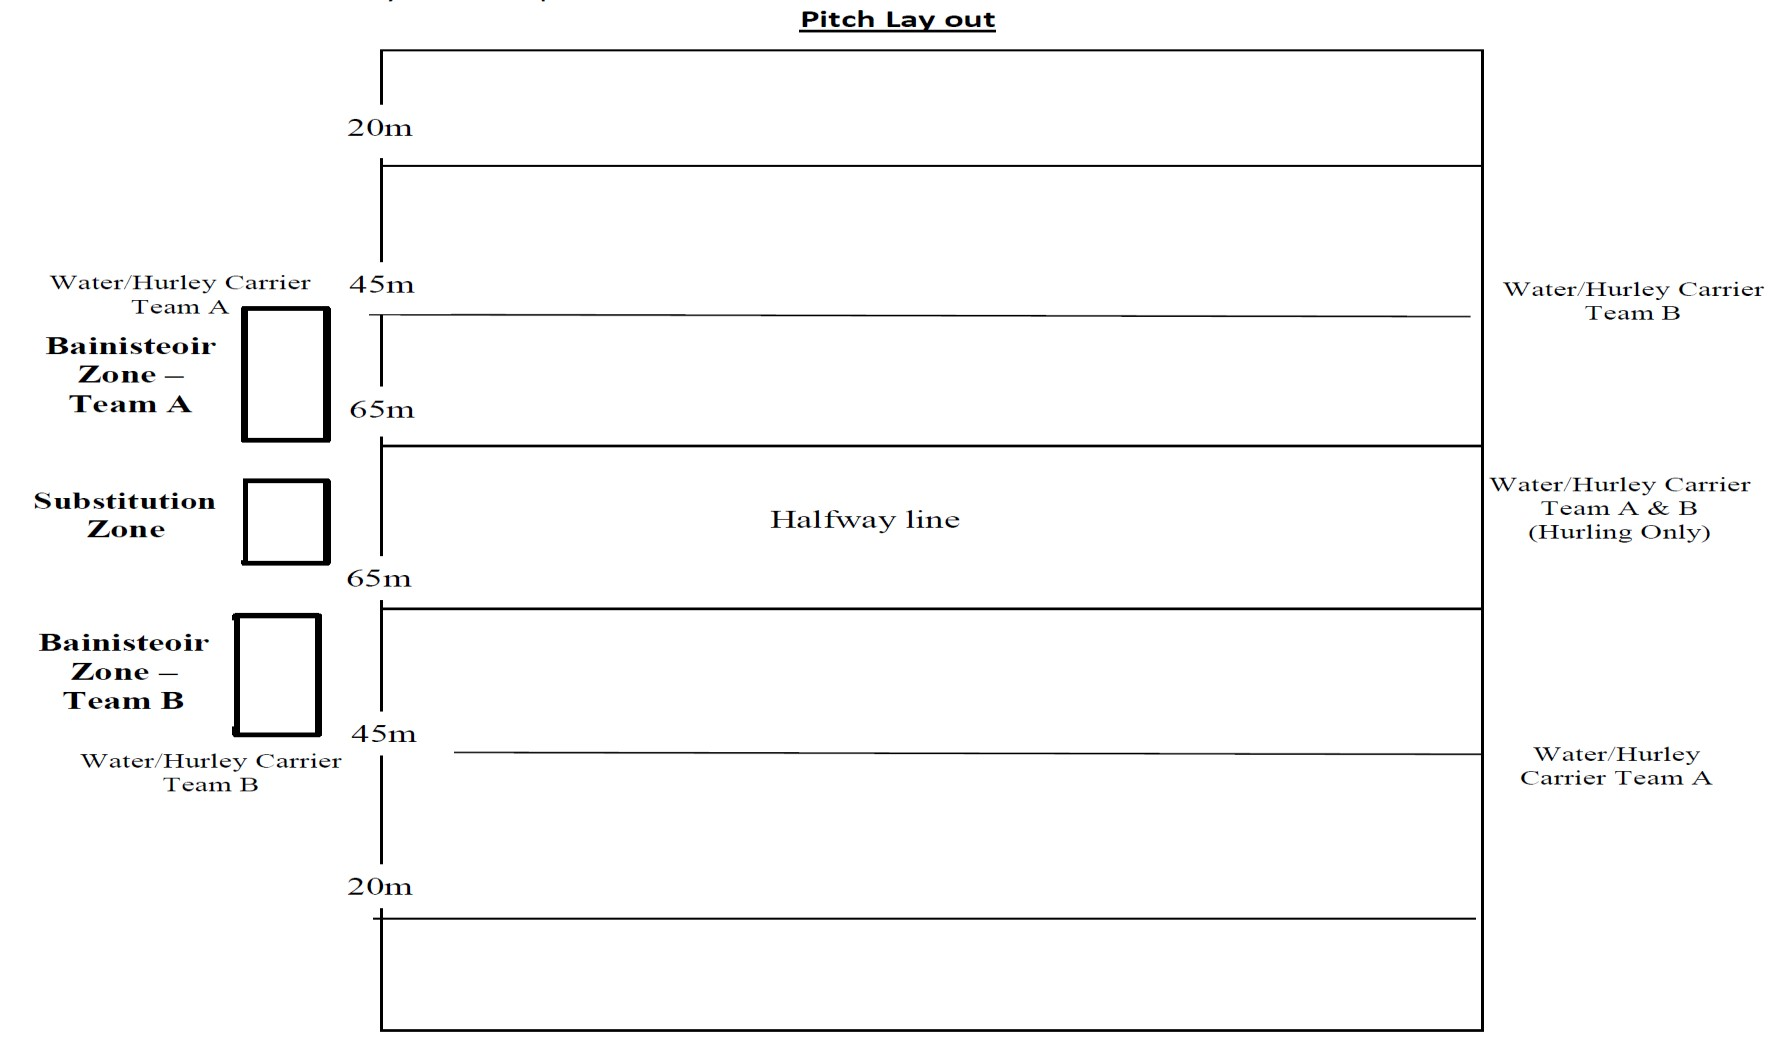 Pitch Lay out
20m
Water/Hurley Carrier
Team A
45m
Water/Hurley Carrier
Team B
Bainisteoir
Zone –
Team A
65m
Substitution
Zone
Halfway line
Water/Hurley Carrier
Team A & B
(Hurling Only)
65m
Bainisteoir
Zone –
Team B
45m
Water/Hurley Carrier
Team B
Water/Hurley
Carrier Team A
20m